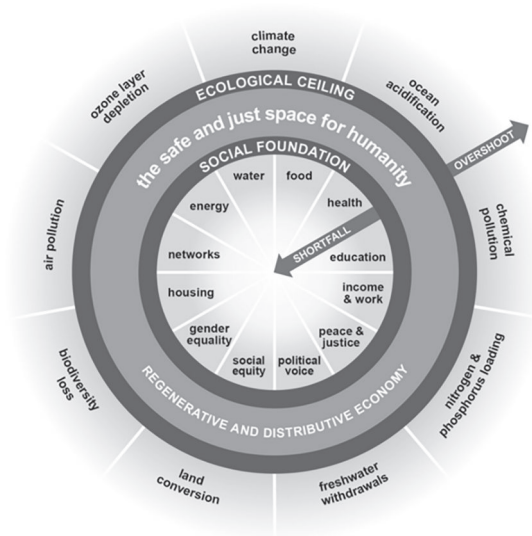 climate
change
ocean
acidification
chemical
pollution
nitrogen &
phosphorus loading
freshwater
withdrawals
land
conversion
biodiversity
loss
air pollution
ozone layer
depletion
ECOLOGICAL CEILING
OVERSHOOT
the safe and just space for humanity
SOCIAL FOUNDATION
water
food
health
SHORTFALL
education
income
& work
peace &
justice
political
voice
social
equity
gender
equality
housing
networks
energy
REGENERATIVE AND DISTRIBUTIVE ECONOMY